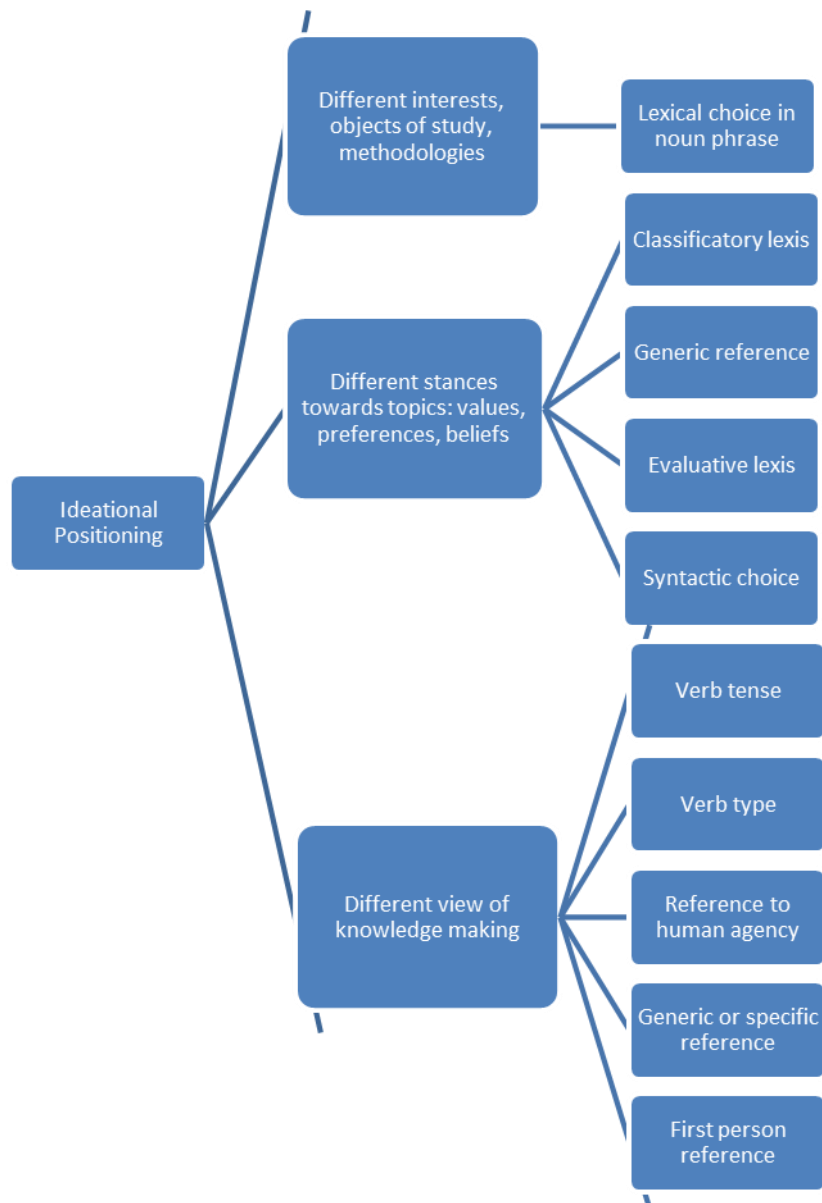 Different interests,
objects of study,
methodologies
Lexical choice in
noun phrase
Classificatory lexis
Generic reference
Different stances
towards topics: values,
preferences, beliefs
Evaluative lexis
Syntactic choice
Ideational
Positioning
Verb tense
Verb type
Different view of
knowledge making
Reference to
human agency
Generic or specific
reference
First person
reference